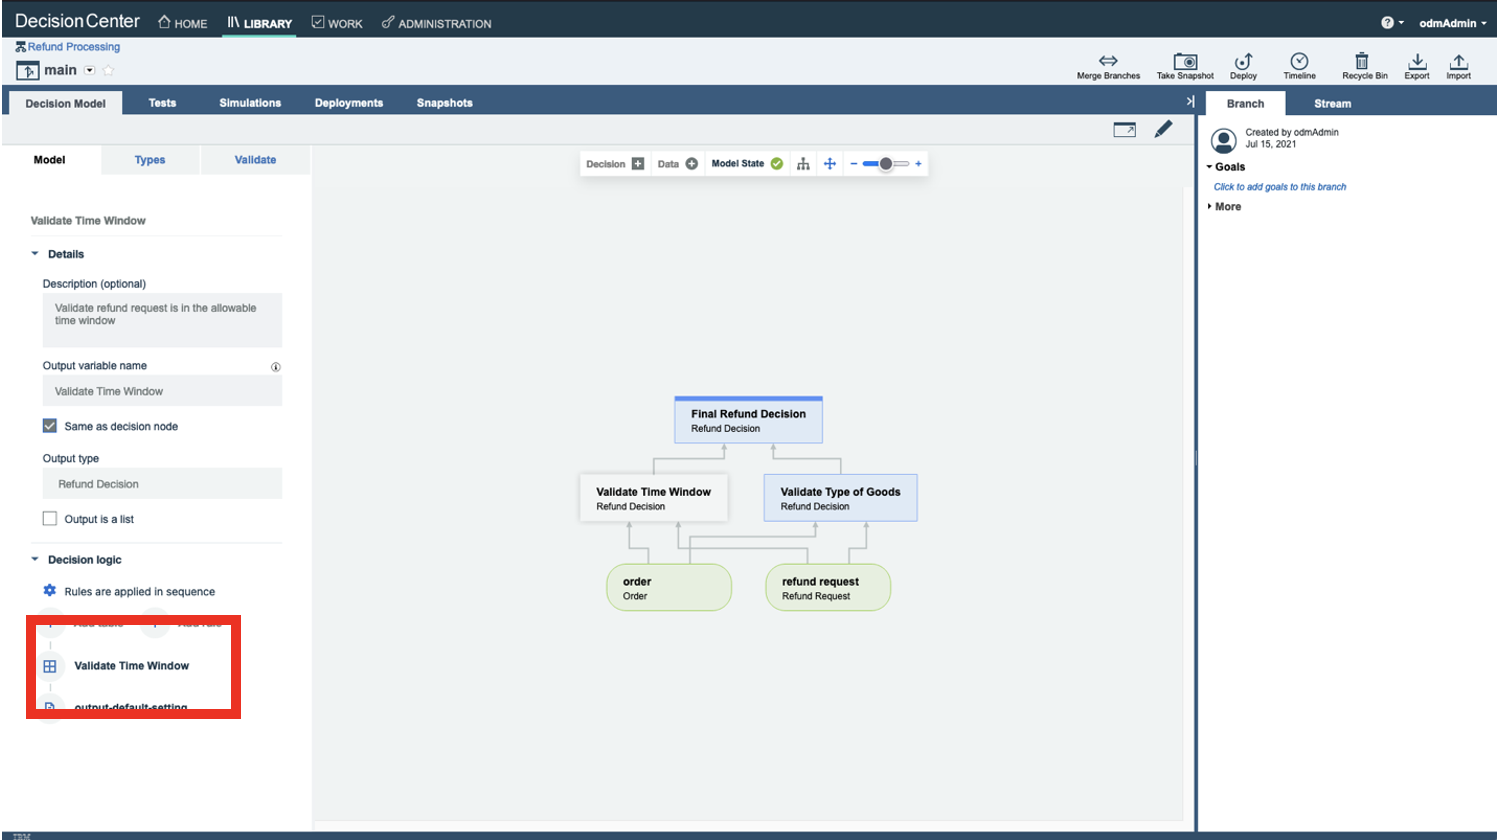 Decision Center
HOME
LIBRARY
WORK
ADMINISTRATION
?
odmAdmin
Refund Processing
main
Merge Branches
Take Snapshot
Deploy
Timeline
Recycle Bin
Export
Import
Decision Model
Tests
Simulations
Deployments
Snapshots
Branch
Stream
Created by odmAdmin
Jul 15, 2021
Goals
Click to add goals to this branch
More
Model
Types
Validate
Decision
Data
Model State
Validate Time Window
Details
Description (optional)
Validate refund request is in the allowable
time window
Output variable name
Validate Time Window
Same as decision node
Output type
Refund Decision
Output is a list
Decision logic
Rules are applied in sequence
Add table
Add rule
Validate Time Window
output-default-setting
Final Refund Decision
Refund Decision
Validate Time Window
Refund Decision
Validate Type of Goods
Refund Decision
order
Order
refund request
Refund Request
IBM